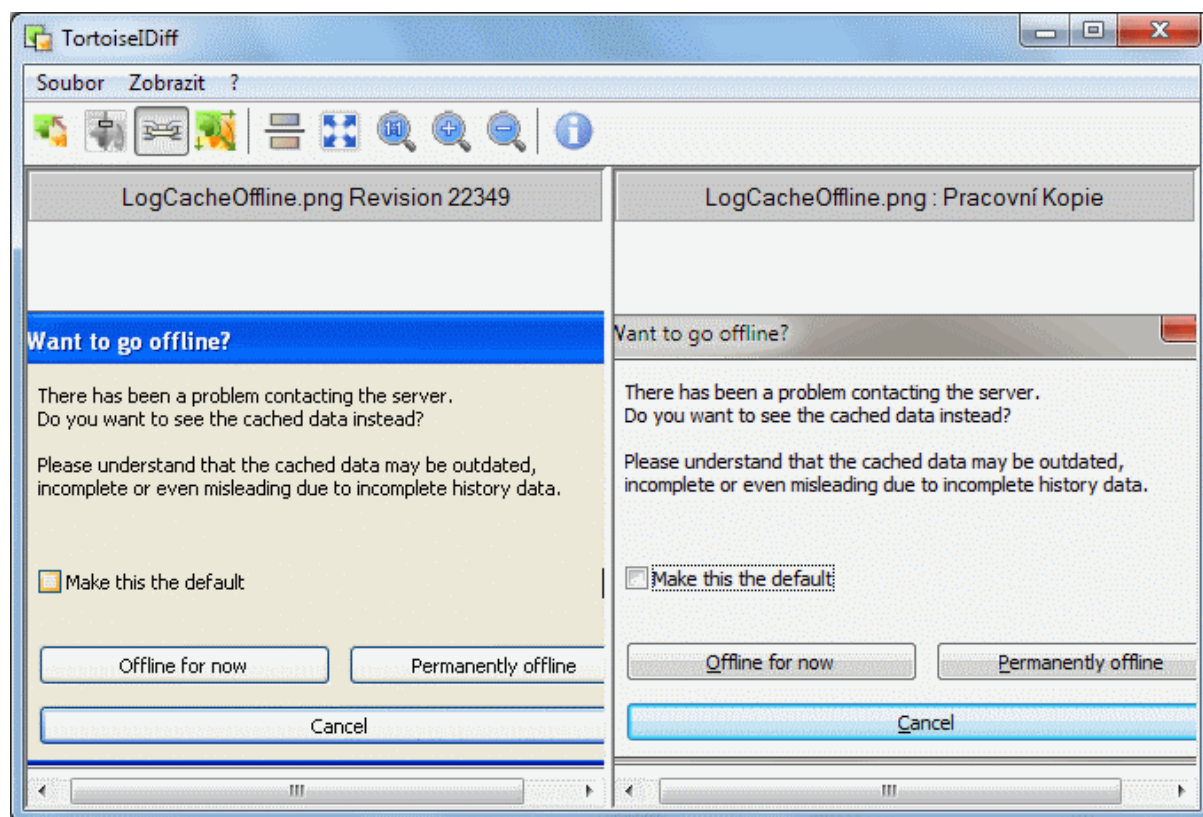 TortoiseIDiff
Soubor Zobrazit ?
1:1
LogCacheOffline.png Revision 22349
Want to go offline?
There has been a problem contacting the server.
Do you want to see the cached data instead?
Please understand that the cached data may be outdated,
incomplete or even misleading due to incomplete history data.
Make this the default
Offline for now Permanently offline
Cancel
LogCacheOffline.png : Pracovní Kopie
Want to go offline?
There has been a problem contacting the server.
Do you want to see the cached data instead?
Please understand that the cached data may be outdated,
incomplete or even misleading due to incomplete history data.
Make this the default
Offline for now Permanently offline
Cancel